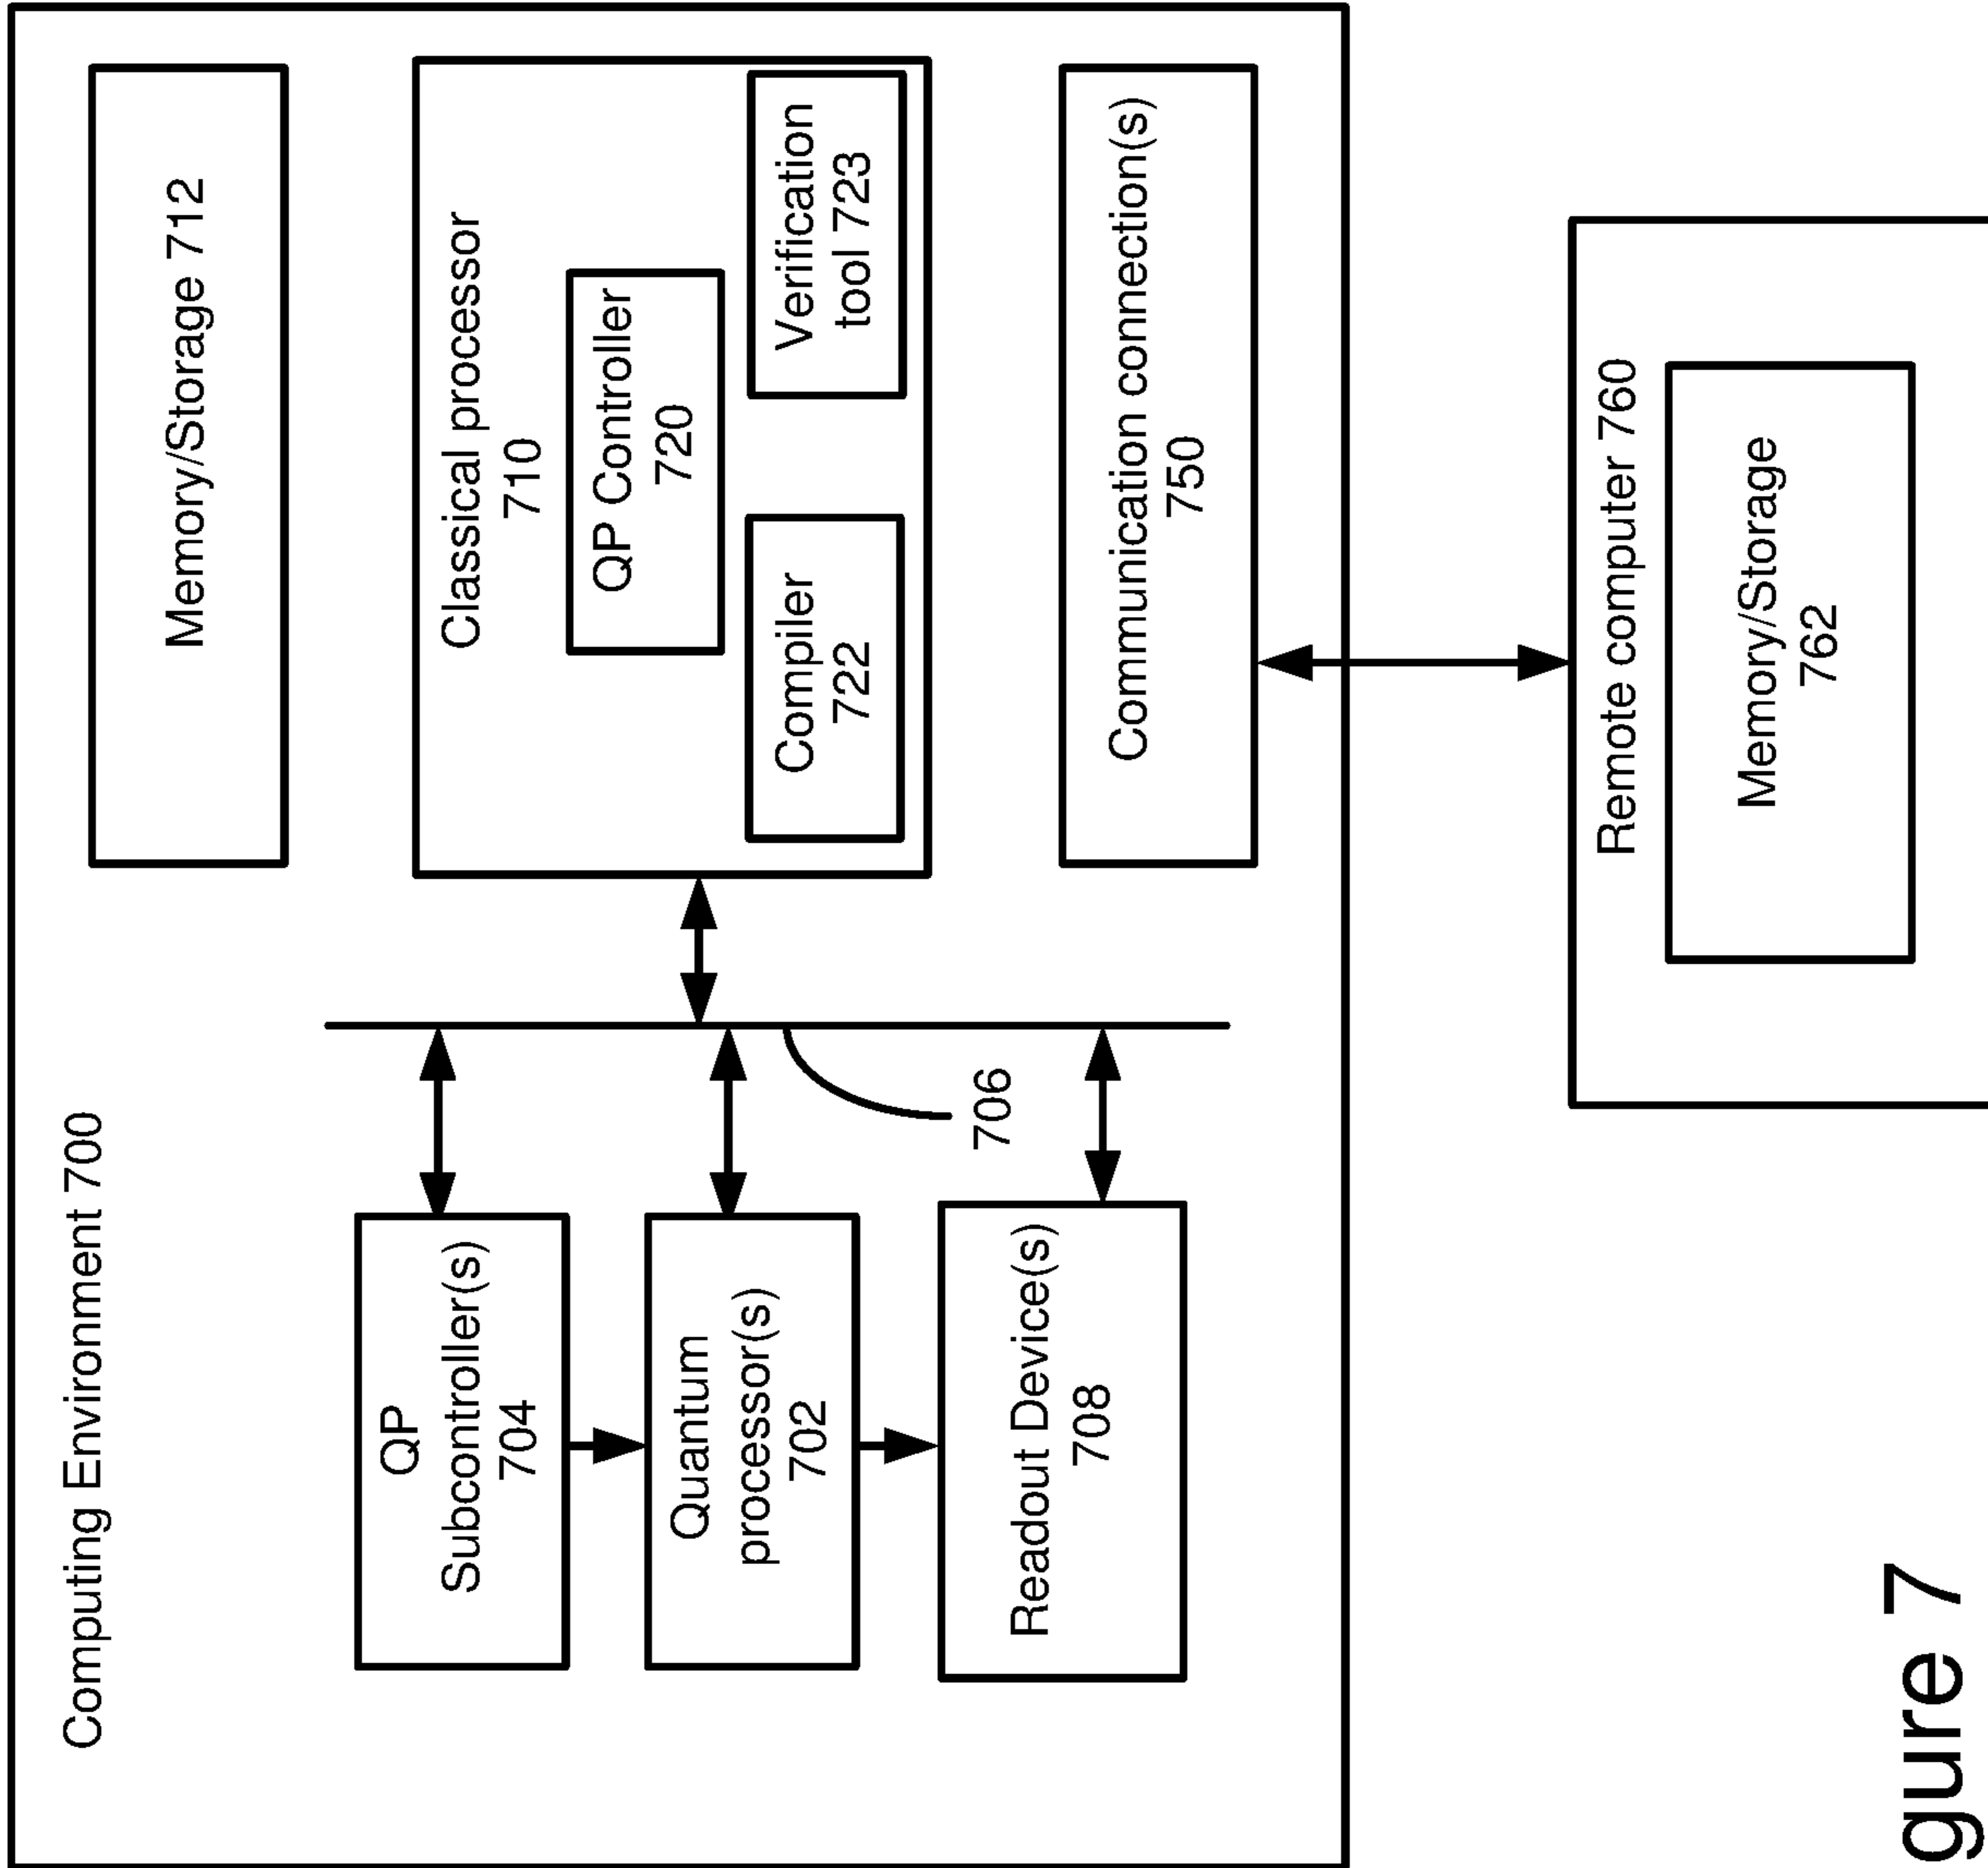 Computing Environment 700
Memory/Storage 712
QP
Subcontroller(s)
704
Classical processor
710
QP Controller
720
Quantum
processor(s)
702
Compiler
722
Verification
tool 723
706
Readout Device(s)
708
Communication connection(s)
750
Remote computer 760
Memory/Storage
762
gure 7